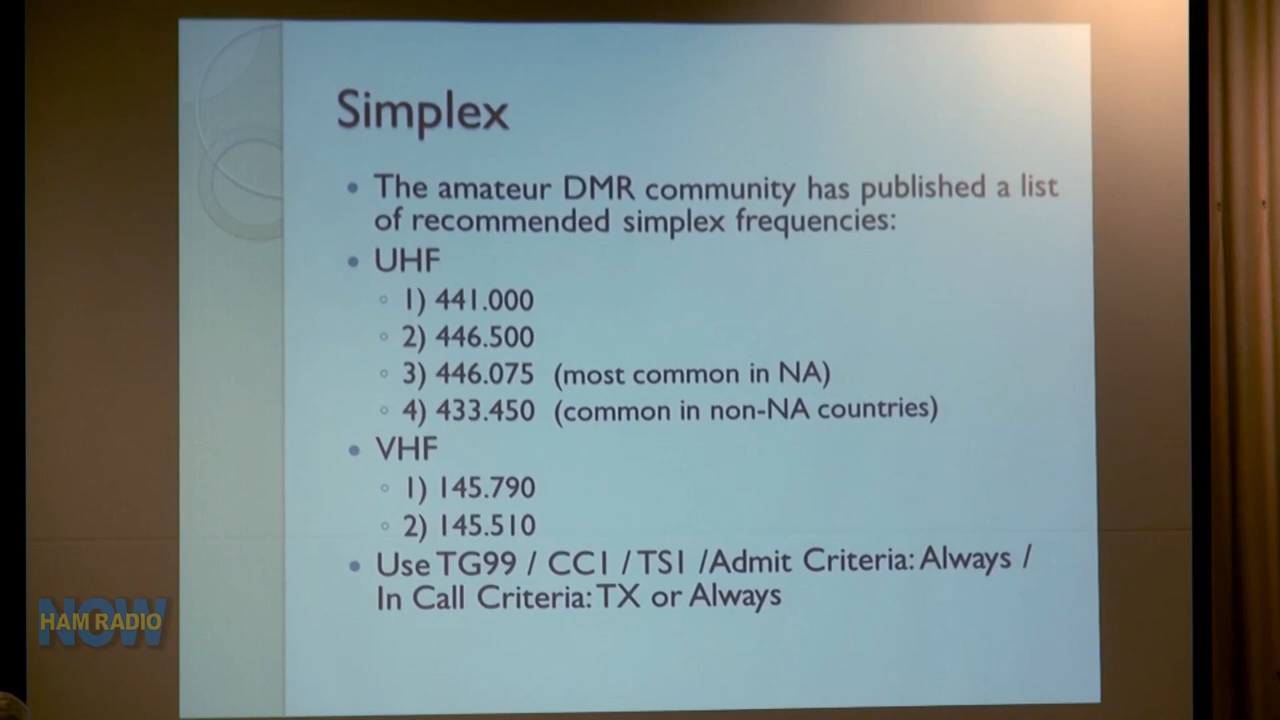 Simplex
• The amateur DMR community has published a list
of recommended simplex frequencies:
• UHF
◦ 1) 441.000
◦ 2) 446.500
◦ 3) 446.075 (most common in NA)
◦ 4) 433.450 (common in non-NA countries)
• VHF
◦ 1) 145.790
◦ 2) 145.510
• Use TG99 / CC1 / TS1 /Admit Criteria: Always /
In Call Criteria: TX or Always
NOW
HAM RADIO